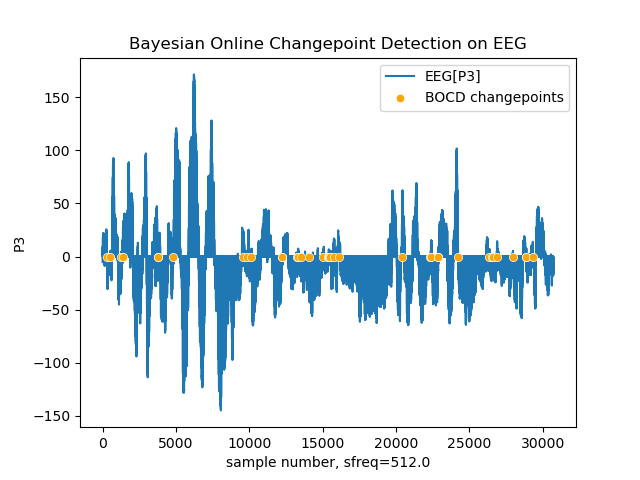 Bayesian Online Changepoint Detection on EEG
EEG[P3]
BOCD changepoints
150
100
50
0
−50
−100
−150
P3
0
5000
10000
15000
20000
25000
30000
sample number, sfreq=512.0